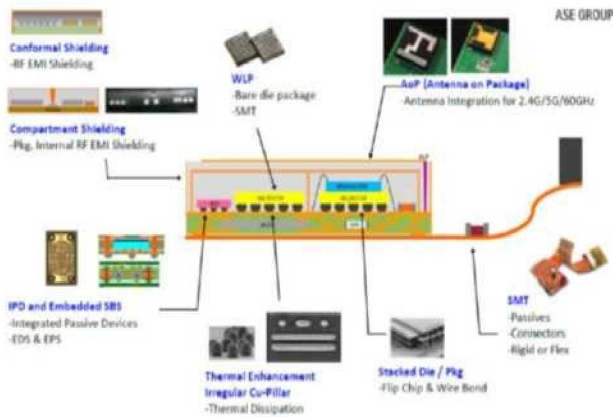 ASE GROUP
Conformal Shielding
-RF EMI Shielding
WLP
-Bare die package
-SMT
AoP (Antenna on Package)
-Antenna Integration for 2.4G/5G/60GHz
Compartment Shielding
-Pkg. Internal RF EMI Shielding
IPD and Embedded SBS
-Integrated Passive Devices
-EDS & EPS
Thermal Enhancement
Irregular Cu-Pillar
-Thermal Dissipation
Stacked Die / Pkg
-Flip Chip & Wire Bond
SMT
-Passives
-Connectors
-Rigid or Flex